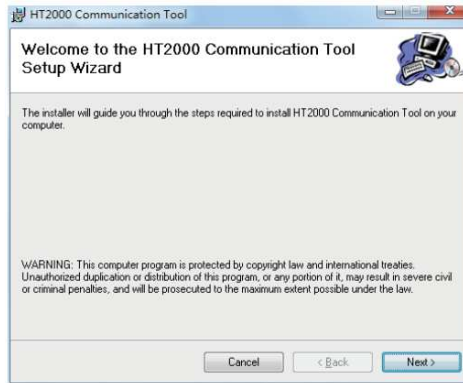 HT2000 Communication Tool
Welcome to the HT2000 Communication Tool
Setup Wizard
The installer will guide you through the steps required to install HT2000 Communication Tool on your
computer.
WARNING: This computer program is protected by copyright law and international treaties.
Unauthorized duplication or distribution of this program, or any portion of it, may result in severe civil
or criminal penalties, and will be prosecuted to the maximum extent possible under the law.
Cancel < Back Next >